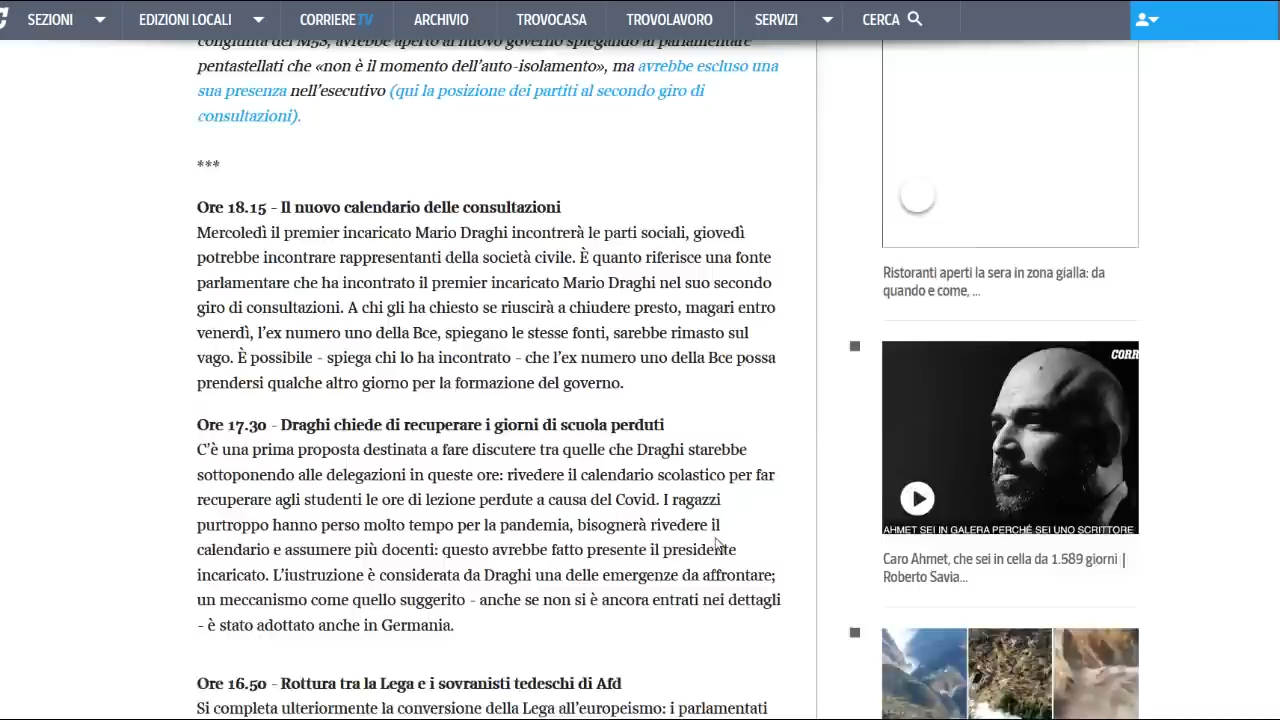 SEZIONI
EDIZIONI LOCALI
CORRIERE TV
ARCHIVIO
TROVOCASA
TROVOLAVORO
SERVIZI
CERCA
congiunta del M5S, avrebbe aperto al nuovo governo spiegando ai parlamentare
pentastellati che «non è il momento dell’auto-isolamento», ma avrebbe escluso una
sua presenza nell’esecutivo (qui la posizione dei partiti al secondo giro di
consultazioni).
***
Ore 18.15 - Il nuovo calendario delle consultazioni
Mercoledì il premier incaricato Mario Draghi incontrerà le parti sociali, giovedì
potrebbe incontrare rappresentanti della società civile. È quanto riferisce una fonte
parlamentare che ha incontrato il premier incaricato Mario Draghi nel suo secondo
giro di consultazioni. A chi gli ha chiesto se riuscirà a chiudere presto, magari entro
venerdì, l’ex numero uno della Bce, spiegano le stesse fonti, sarebbe rimasto sul
vago. È possibile - spiega chi lo ha incontrato - che l’ex numero uno della Bce possa
prendersi qualche altro giorno per la formazione del governo.
Ore 17.30 - Draghi chiede di recuperare i giorni di scuola perduti
C’è una prima proposta destinata a fare discutere tra quelle che Draghi starebbe
sottoponendo alle delegazioni in queste ore: rivedere il calendario scolastico per far
recuperare agli studenti le ore di lezione perdute a causa del Covid. I ragazzi
purtroppo hanno perso molto tempo per la pandemia, bisognerà rivedere il
calendario e assumere più docenti: questo avrebbe fatto presente il presidente
incaricato. L’iustruzione è considerata da Draghi una delle emergenze da affrontare;
un meccanismo come quello suggerito - anche se non si è ancora entrati nei dettagli
- è stato adottato anche in Germania.
Ore 16.50 - Rottura tra la Lega e i sovranisti tedeschi di Afd
Si completa ulteriormente la conversione della Lega all’europeismo: i parlamentati
Ristoranti aperti la sera in zona gialla: da
quando e come, ...
CORR
AHMET SEI IN GALERA PERCHÉ SEI UNO SCRITTORE
Caro Ahmet, che sei in cella da 1.589 giorni |
Roberto Savia...